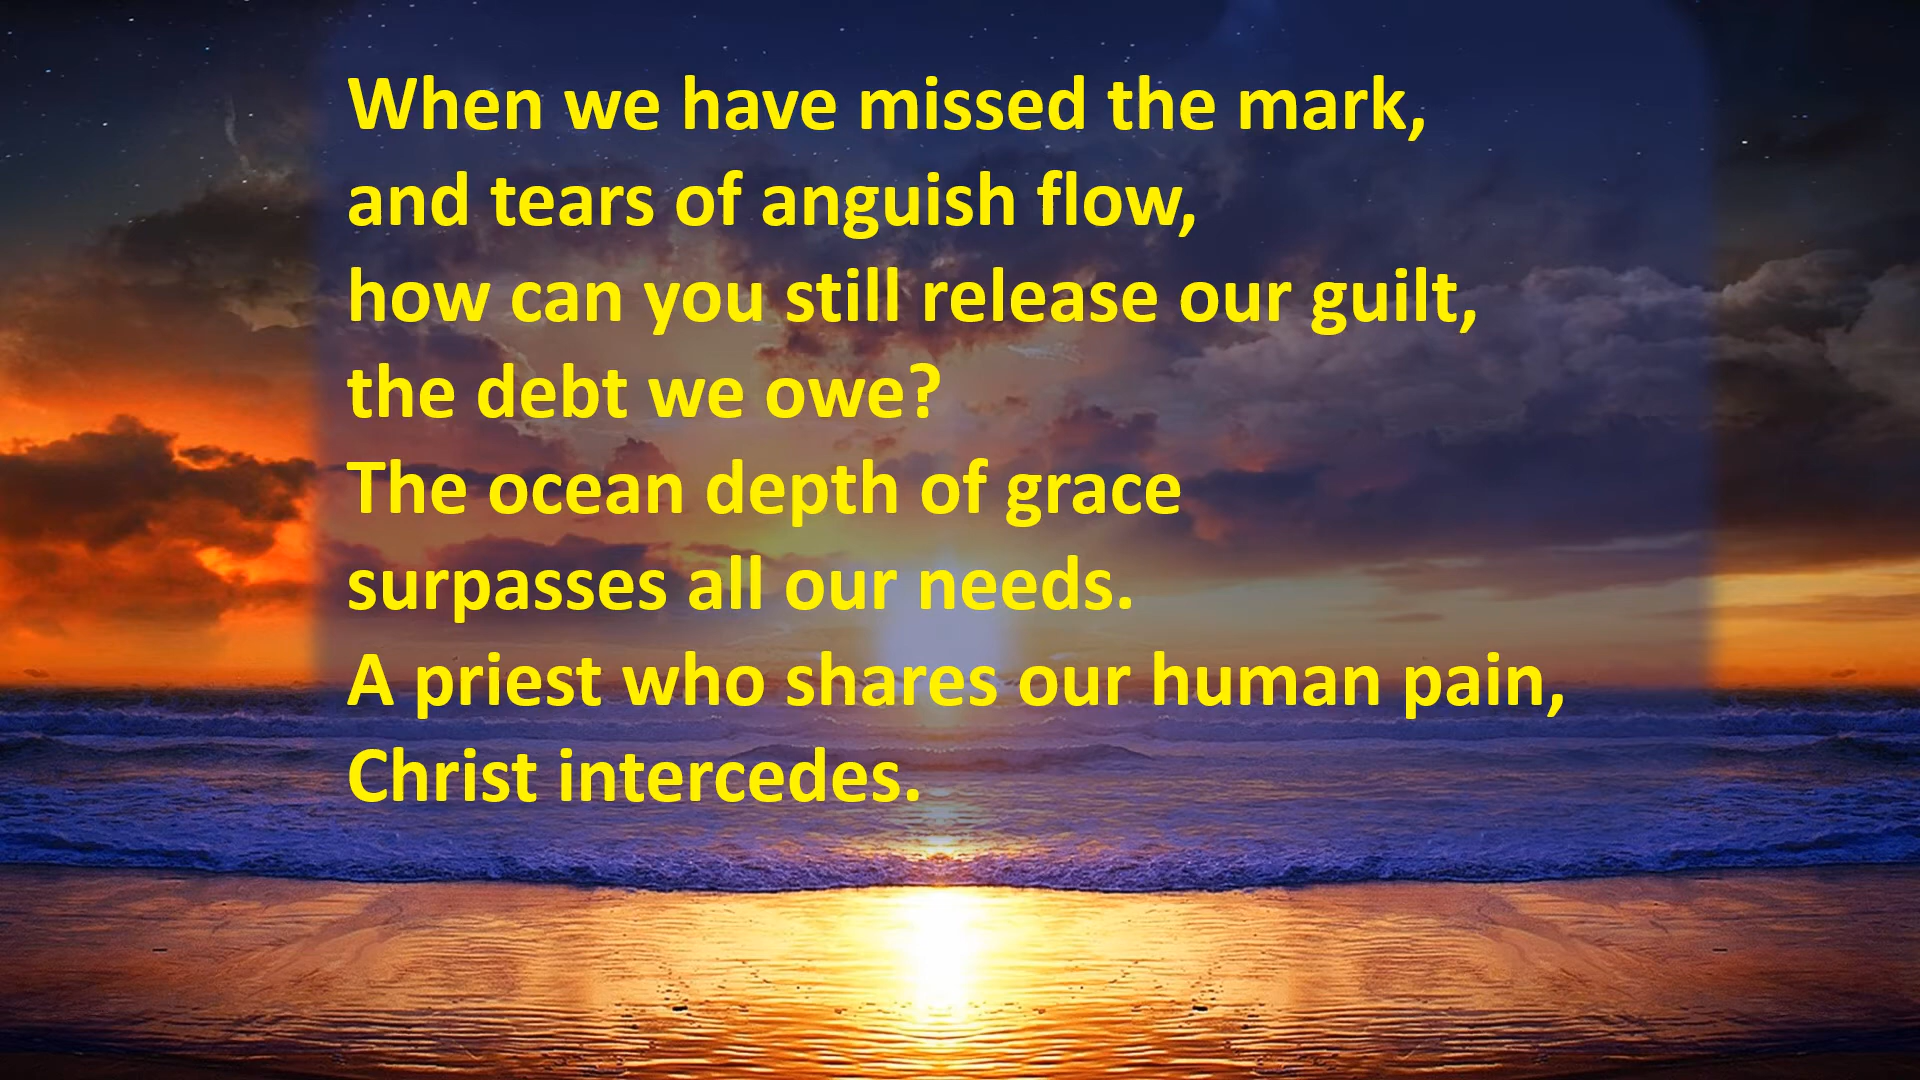 When we have missed the mark,
and tears of anguish flow,
how can you still release our guilt,
the debt we owe?
The ocean depth of grace
surpasses all our needs.
A priest who shares our human pain,
Christ intercedes.